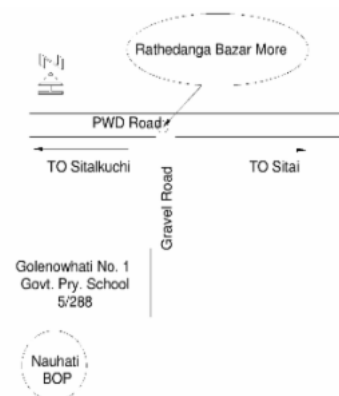 Rathedanga Bazar More
N
PWD Road
TO Sitalkuchi
TO Sitai
Gravel Road
Golenowhati No. 1
Govt. Pry. School
5/288
Nauhati
BOP